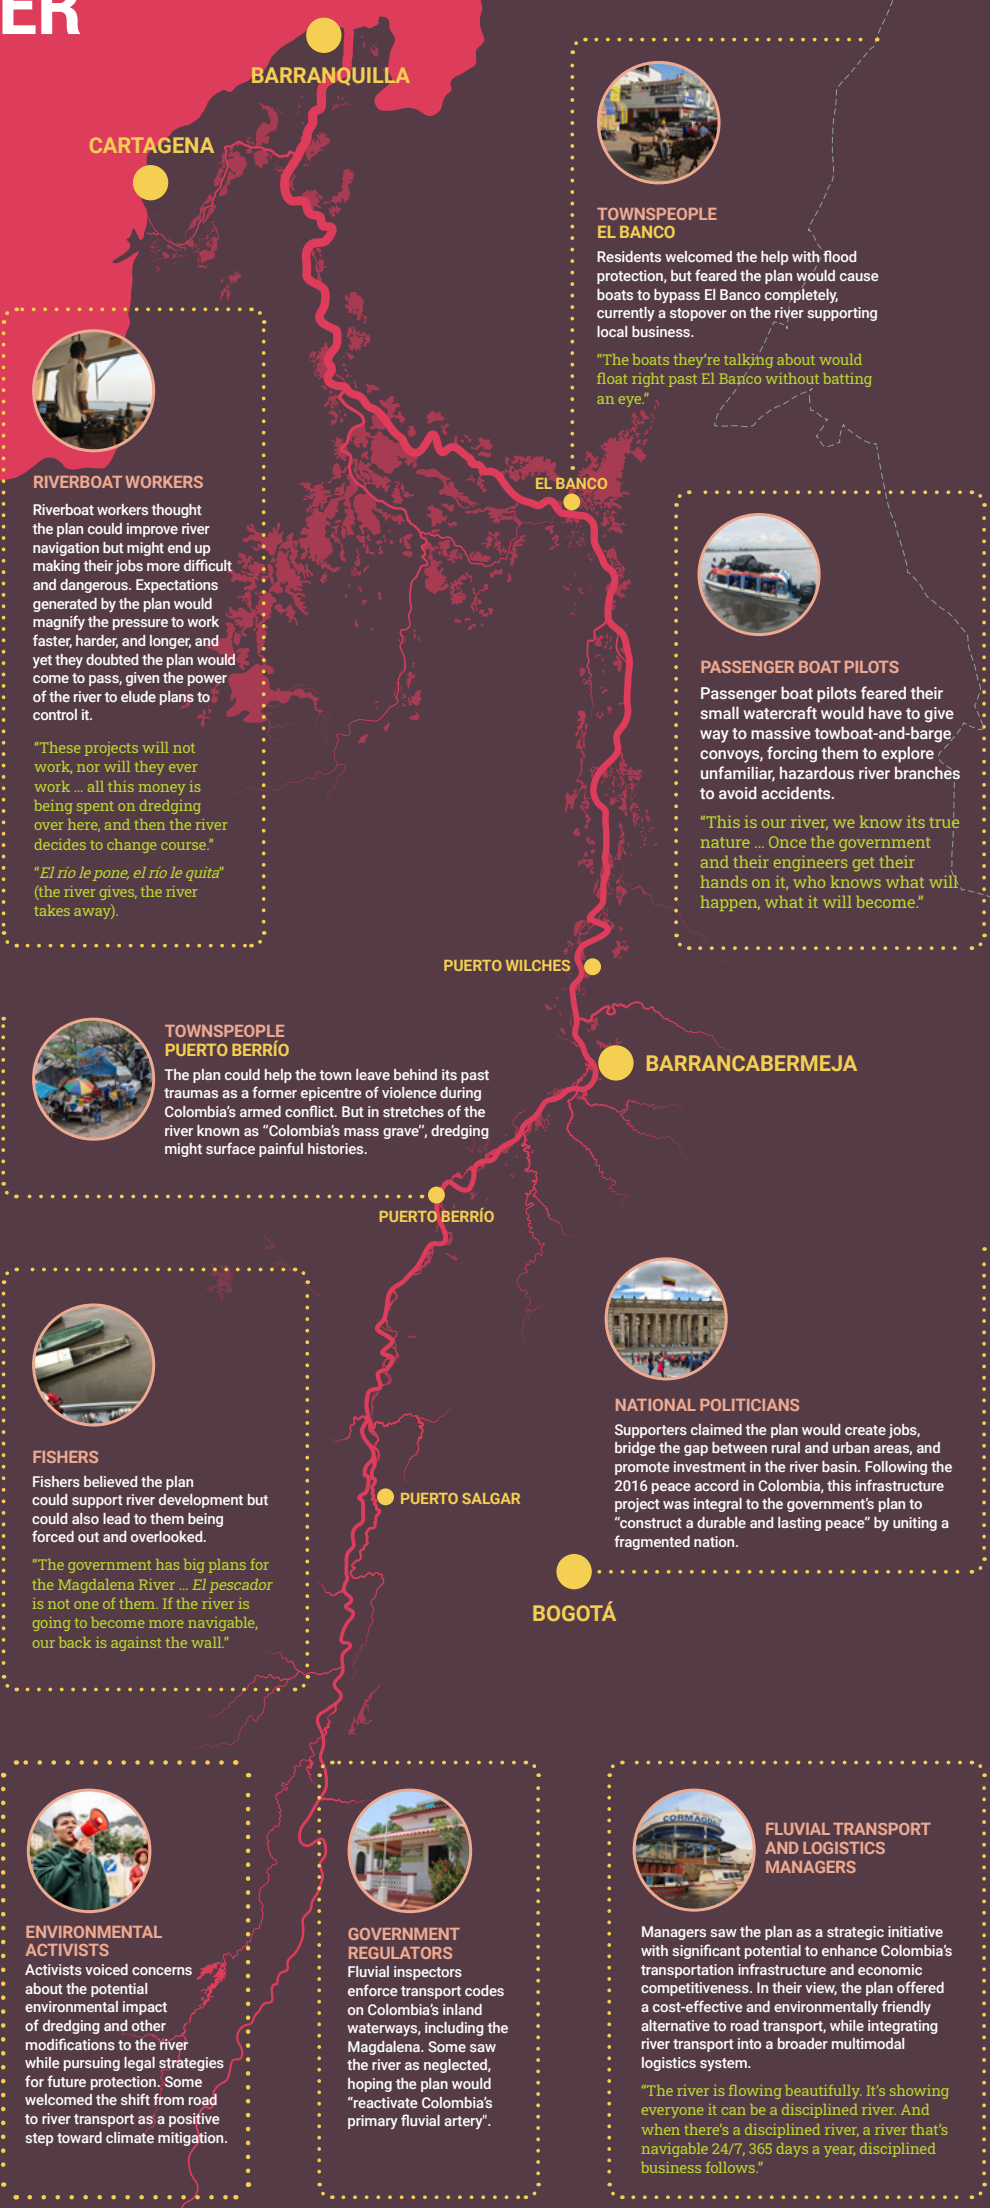 ER
BARRANQUILLA
CARTAGENA
TOWNSPEOPLE
EL BANCO
Residents welcomed the help with flood
protection, but feared the plan would cause
boats to bypass El Banco completely,
currently a stopover on the river supporting
local business.
“The boats they’re talking about would
float right past El Banco without batting
an eye.”
EL BANCO
RIVERBOAT WORKERS
Riverboat workers thought
the plan could improve river
navigation but might end up
making their jobs more difficult
and dangerous. Expectations
generated by the plan would
magnify the pressure to work
faster, harder, and longer, and
yet they doubted the plan would
come to pass, given the power
of the river to elude plans to
control it.
“These projects will not
work, nor will they ever
work ... all this money is
being spent on dredging
over here, and then the river
decides to change course.”
“El río le pone, el río le quita”
(the river gives, the river
takes away).
PASSENGER BOAT PILOTS
Passenger boat pilots feared their
small watercraft would have to give
way to massive towboat-and-barge
convoys, forcing them to explore
unfamiliar, hazardous river branches
to avoid accidents.
“This is our river, we know its true
nature ... Once the government
and their engineers get their
hands on it, who knows what will
happen, what it will become.”
PUERTO WILCHES
TOWNSPEOPLE
PUERTO BERRÍO
The plan could help the town leave behind its past
traumas as a former epicentre of violence during
Colombia’s armed conflict. But in stretches of the
river known as “Colombia’s mass grave”, dredging
might surface painful histories.
BARRANCABERMEJA
PUERTO BERRÍO
FISHERS
Fishers believed the plan
could support river development but
could also lead to them being
forced out and overlooked.
“The government has big plans for
the Magdalena River ... El pescador
is not one of them. If the river is
going to become more navigable,
our back is against the wall.”
NATIONAL POLITICIANS
Supporters claimed the plan would create jobs,
bridge the gap between rural and urban areas, and
promote investment in the river basin. Following the
2016 peace accord in Colombia, this infrastructure
project was integral to the government’s plan to
“construct a durable and lasting peace” by uniting a
fragmented nation.
PUERTO SALGAR
BOGOTÁ
ENVIRONMENTAL
ACTIVISTS
Activists voiced concerns
about the potential
environmental impact
of dredging and other
modifications to the river
while pursuing legal strategies
for future protection. Some
welcomed the shift from road
to river transport as a positive
step toward climate mitigation.
GOVERNMENT
REGULATORS
Fluvial inspectors
enforce transport codes
on Colombia’s inland
waterways, including the
Magdalena. Some saw
the river as neglected,
hoping the plan would
“reactivate Colombia’s
primary fluvial artery".
CORMAGDALENA
FLUVIAL TRANSPORT
AND LOGISTICS
MANAGERS
Managers saw the plan as a strategic initiative
with significant potential to enhance Colombia’s
transportation infrastructure and economic
competitiveness. In their view, the plan offered
a cost-effective and environmentally friendly
alternative to road transport, while integrating
river transport into a broader multimodal
logistics system.
“The river is flowing beautifully. It’s showing
everyone it can be a disciplined river. And
when there’s a disciplined river, a river that’s
navigable 24/7, 365 days a year, disciplined
business follows.”